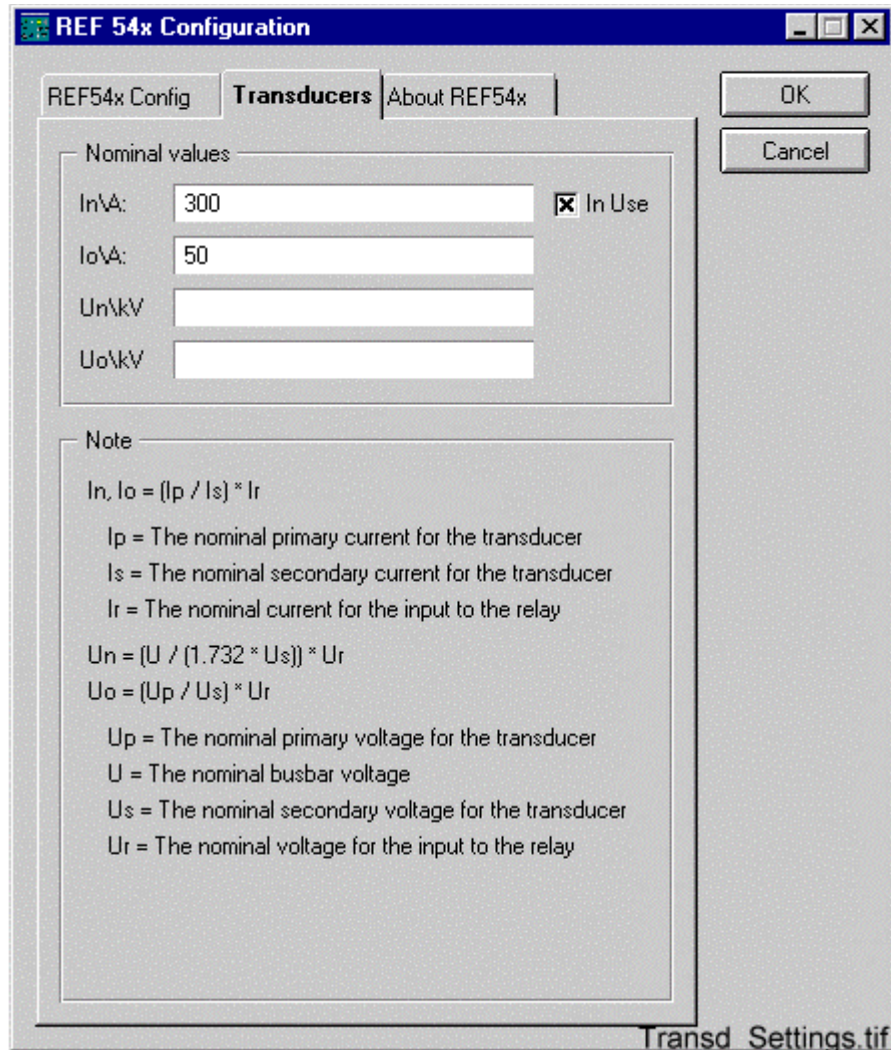 REF 54x Configuration
REF54x Config
Transducers
About REF54x
OK
Cancel
Nominal values
In\A:
300
In Use
Io\A:
50
Un\kV
Uo\kV
Note
In, Io = (Ip / Is) * Ir
Ip = The nominal primary current for the transducer
Is = The nominal secondary current for the transducer
Ir = The nominal current for the input to the relay
Un = (U / (1.732 * Us)) * Ur
Uo = (Up / Us) * Ur
Up = The nominal primary voltage for the transducer
U = The nominal busbar voltage
Us = The nominal secondary voltage for the transducer
Ur = The nominal voltage for the input to the relay
Transd_Settings.tif